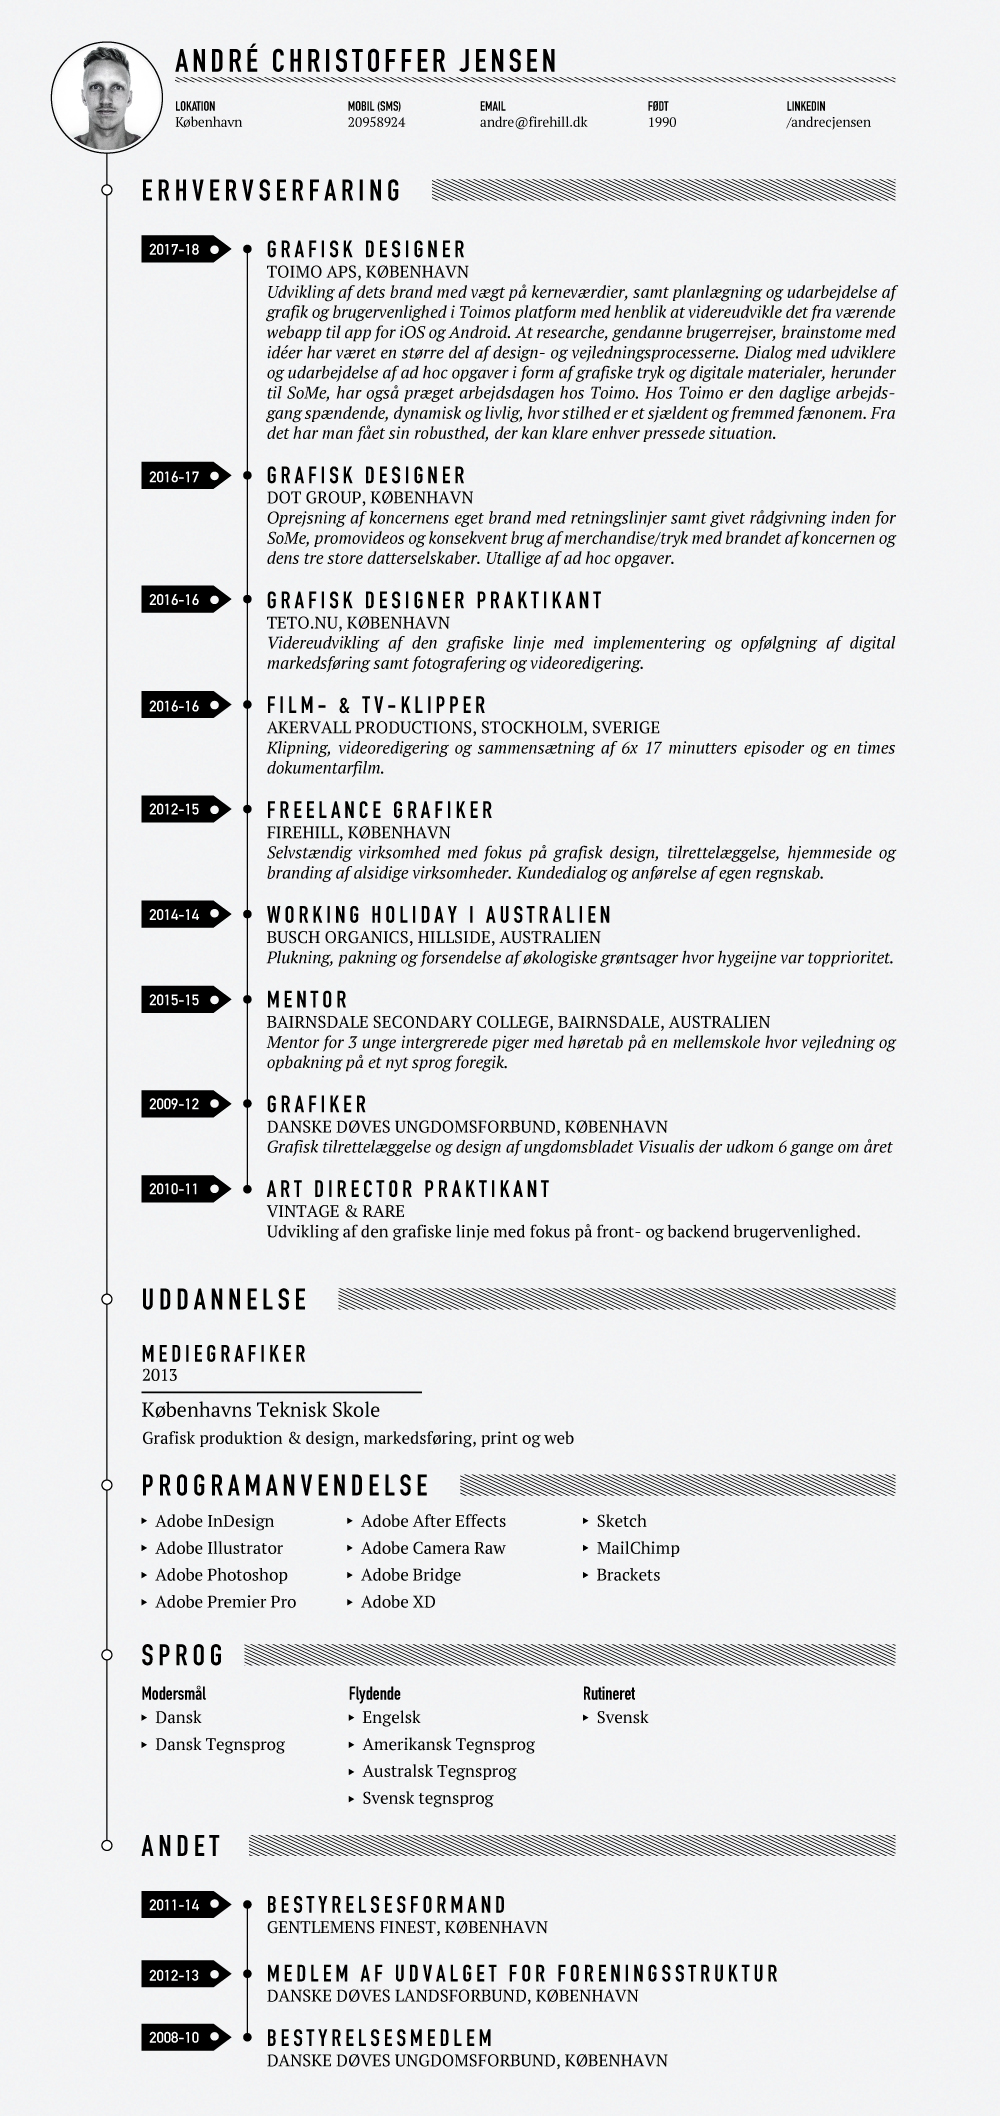 ANDRÉ CHRISTOFFER JENSEN
LOKATION
København
MOBIL (SMS)
20958924
EMAIL
andre@firehill.dk
FØDT
1990
LINKEDIN
/andrecjensen
ERHVERVSERFARING
2017-18
GRAFISK DESIGNER
TOIMO APS, KØBENHAVN
Udvikling af dets brand med vægt på kerneværdier, samt planlægning og udarbejdelse af
grafik og brugervenlighed i Toimos platform med henblik at videreudvikle det fra værende
webapp til app for iOS og Android. At researche, gendanne brugerrejser, brainstome med
idéer har været en større del af design- og vejledningsprocesserne. Dialog med udviklere
og udarbejdelse af ad hoc opgaver i form af grafiske tryk og digitale materialer, herunder
til SoMe, har også præget arbejdsdagen hos Toimo. Hos Toimo er den daglige arbejds-
gang spændende, dynamisk og livlig, hvor stilhed er et sjældent og fremmed fænonem. Fra
det har man fået sin robusthed, der kan klare enhver pressede situation.
2016-17
GRAFISK DESIGNER
DOT GROUP, KØBENHAVN
Oprejsning af koncernens eget brand med retningslinjer samt givet rådgivning inden for
SoMe, promovideos og konsekvent brug af merchandise/tryk med brandet af koncernen og
dens tre store datterselskaber. Utallige af ad hoc opgaver.
2016-16
GRAFISK DESIGNER PRAKTIKANT
TETO.NU, KØBENHAVN
Videreudvikling af den grafiske linje med implementering og opfølgning af digital
markedsføring samt fotografering og videoredigering.
2016-16
FILM- & TV-KLIPPER
AKERVALL PRODUCTIONS, STOCKHOLM, SVERIGE
Klipning, videoredigering og sammensætning af 6x 17 minutters episoder og en times
dokumentarfilm.
2012-15
FREELANCE GRAFIKER
FIREHILL, KØBENHAVN
Selvstændig virksomhed med fokus på grafisk design, tilrettelæggelse, hjemmeside og
branding af alsidige virksomheder. Kundedialog og anførelse af egen regnskab.
2014-14
WORKING HOLIDAY I AUSTRALIEN
BUSCH ORGANICS, HILLSIDE, AUSTRALIEN
Plukning, pakning og forsendelse af økologiske grøntsager hvor hygeijne var topprioritet.
2015-15
MENTOR
BAIRNSDALE SECONDARY COLLEGE, BAIRNSDALE, AUSTRALIEN
Mentor for 3 unge intergrerede piger med høretab på en mellemskole hvor vejledning og
opbakning på et nyt sprog foregik.
2009-12
GRAFIKER
DANSKE DØVES UNGDOMSFORBUND, KØBENHAVN
Grafisk tilrettelæggelse og design af ungdomsbladet Visualis der udkom 6 gange om året
2010-11
ART DIRECTOR PRAKTIKANT
VINTAGE & RARE
Udvikling af den grafiske linje med fokus på front- og backend brugervenlighed.
UDDANNELSE
MEDIEGRAFIKER
2013
Københavns Teknisk Skole
Grafisk produktion & design, markedsføring, print og web
PROGRAMANVENDELSE
Adobe InDesign
Adobe Illustrator
Adobe Photoshop
Adobe Premier Pro
Adobe After Effects
Adobe Camera Raw
Adobe Bridge
Adobe XD
Sketch
MailChimp
Brackets
SPROG
Modersmål
Dansk
Dansk Tegnsprog
Flydende
Engelsk
Amerikansk Tegnsprog
Australsk Tegnsprog
Svensk tegnsprog
Rutineret
Svensk
ANDET
2011-14
BESTYRELSESFORMAND
GENTLEMENS FINEST, KØBENHAVN
2012-13
MEDLEM AF UDVALGET FOR FORENINGSSTRUKTUR
DANSKE DØVES LANDSFORBUND, KØBENHAVN
2008-10
BESTYRELSESMEDLEM
DANSKE DØVES UNGDOMSFORBUND, KØBENHAVN